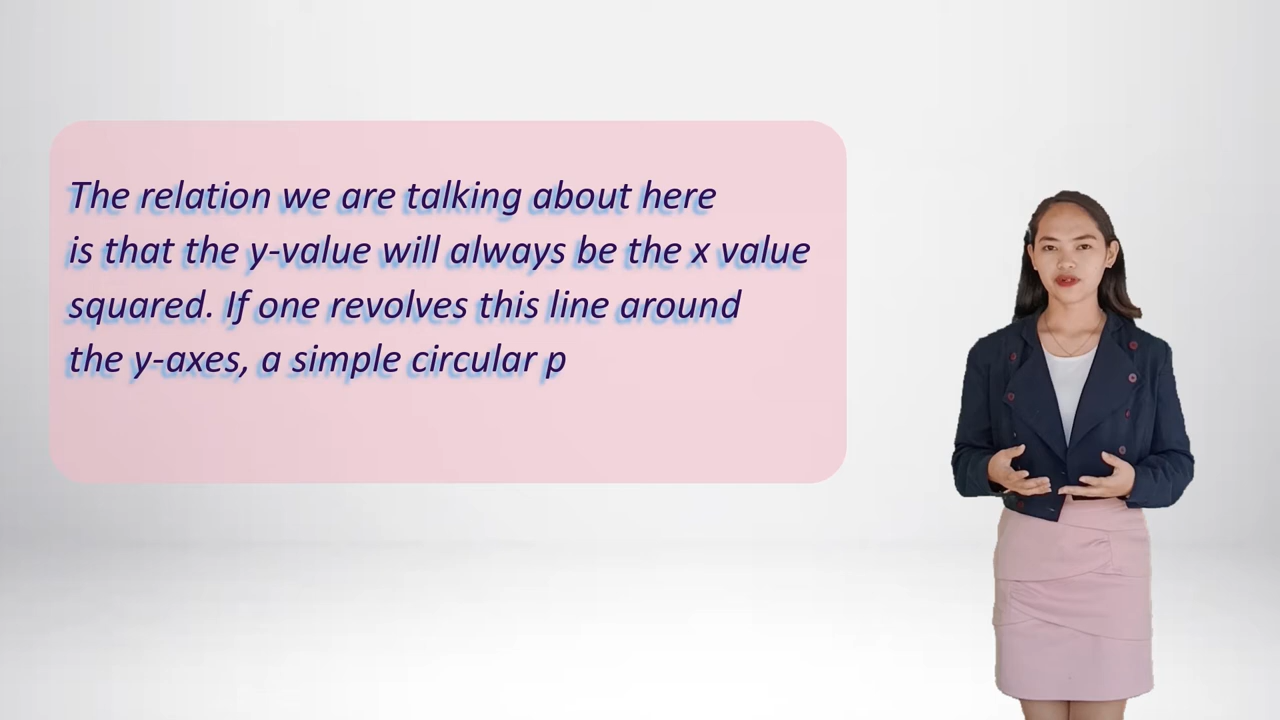 The relation we are talking about here
is that the y-value will always be the x value
squared. If one revolves this line around
the y-axes, a simple circular p